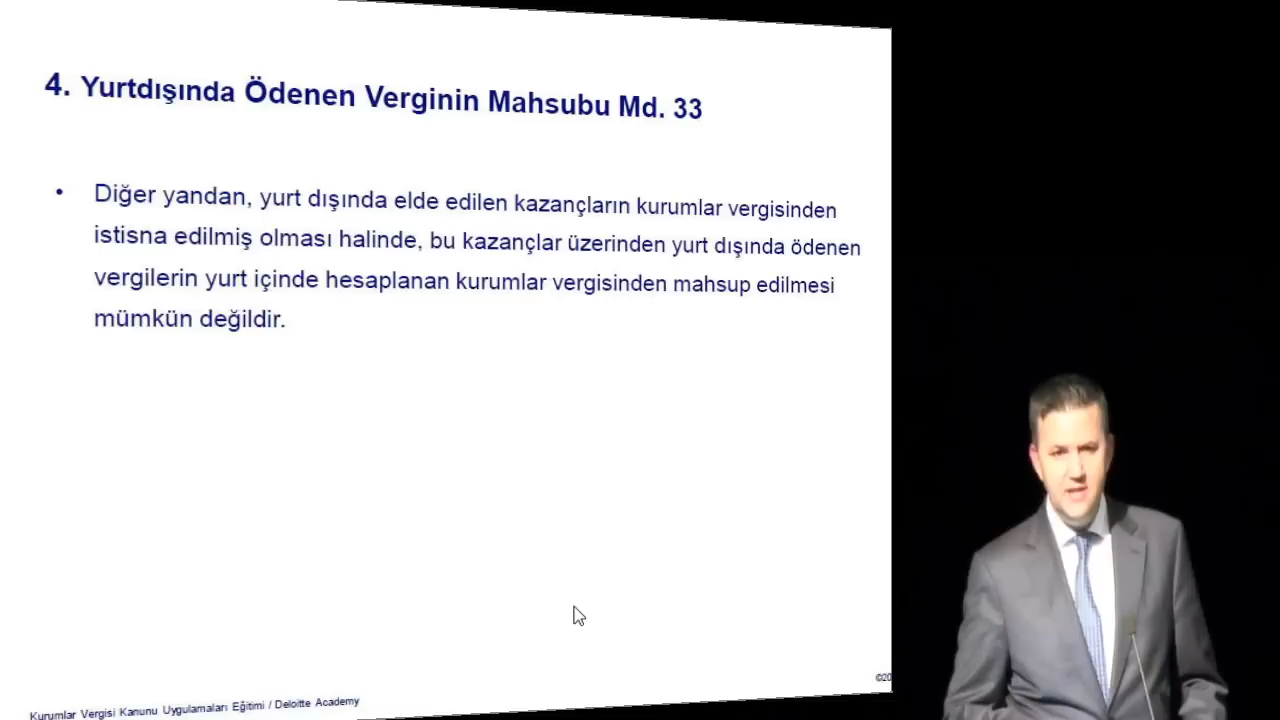 4. Yurtdışında Ödenen Verginin Mahsubu Md. 33
• Diğer yandan, yurt dışında elde edilen kazançların kurumlar vergisinden
istisna edilmiş olması halinde, bu kazançlar üzerinden yurt dışında ödenen
vergilerin yurt içinde hesaplanan kurumlar vergisinden mahsup edilmesi
mümkün değildir.
©20
Kurumlar Vergisi Kanunu Uygulamaları Eğitimi / Deloitte Academy